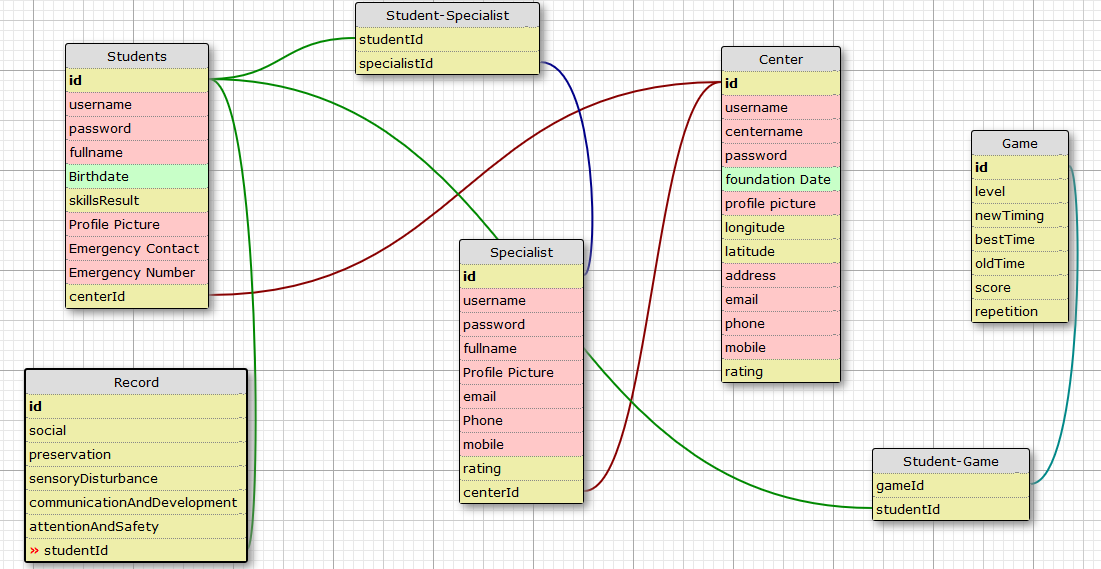 Student-Specialist
studentId
specialistId
Students
id
username
password
fullname
Birthdate
skillsResult
Profile Picture
Emergency Contact
Emergency Number
centerId
Center
id
username
centername
password
foundation Date
profile picture
longitude
latitude
address
email
phone
mobile
rating
Game
id
level
newTiming
bestTime
oldTime
score
repetition
Specialist
id
username
password
fullname
Profile Picture
email
Phone
mobile
rating
centerId
Record
id
social
preservation
sensoryDisturbance
communicationAndDevelopment
attentionAndSafety
» studentId
Student-Game
gameId
studentId